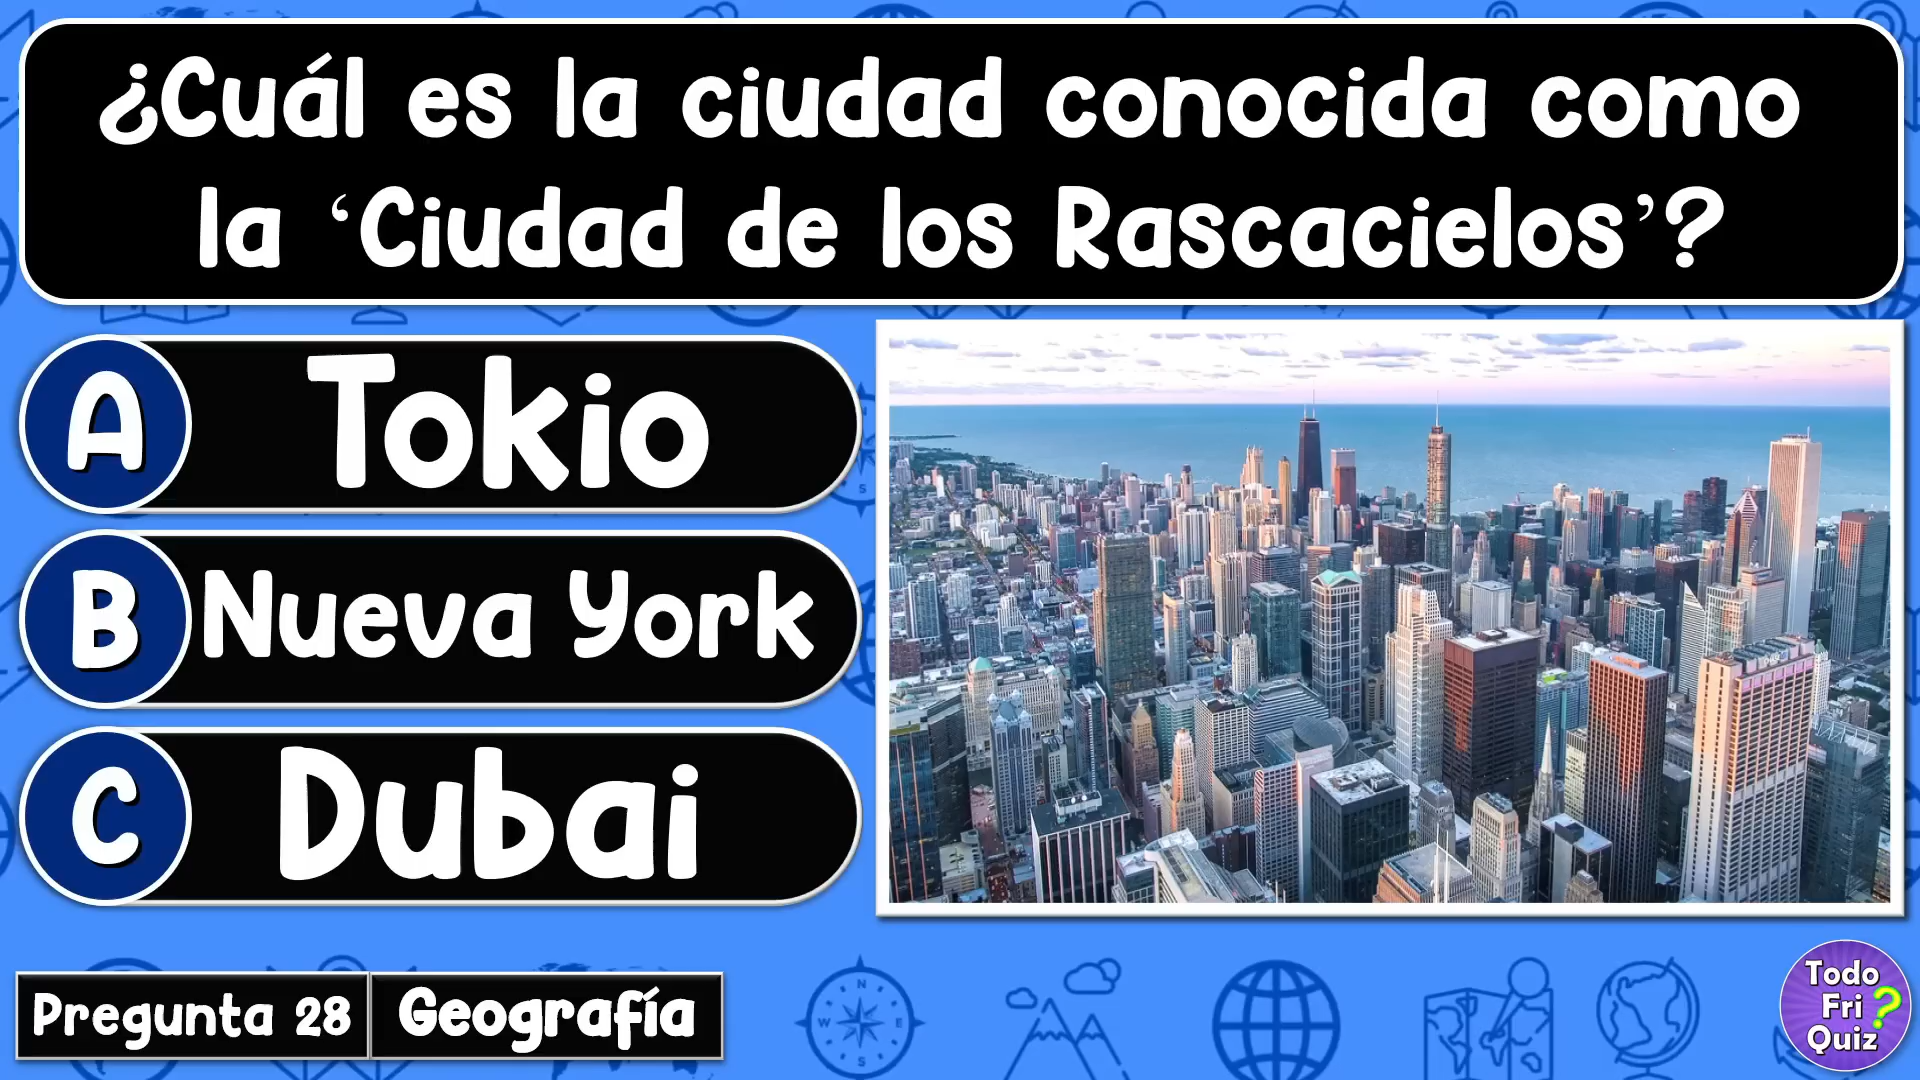 ¿Cuál es la ciudad conocida como
la ‘Ciudad de los Rascacielos’?
A Tokio
B Nueva York
C Dubai
Pregunta 28 Geografía
Todo
Fri
Quiz ?
N
W E
S